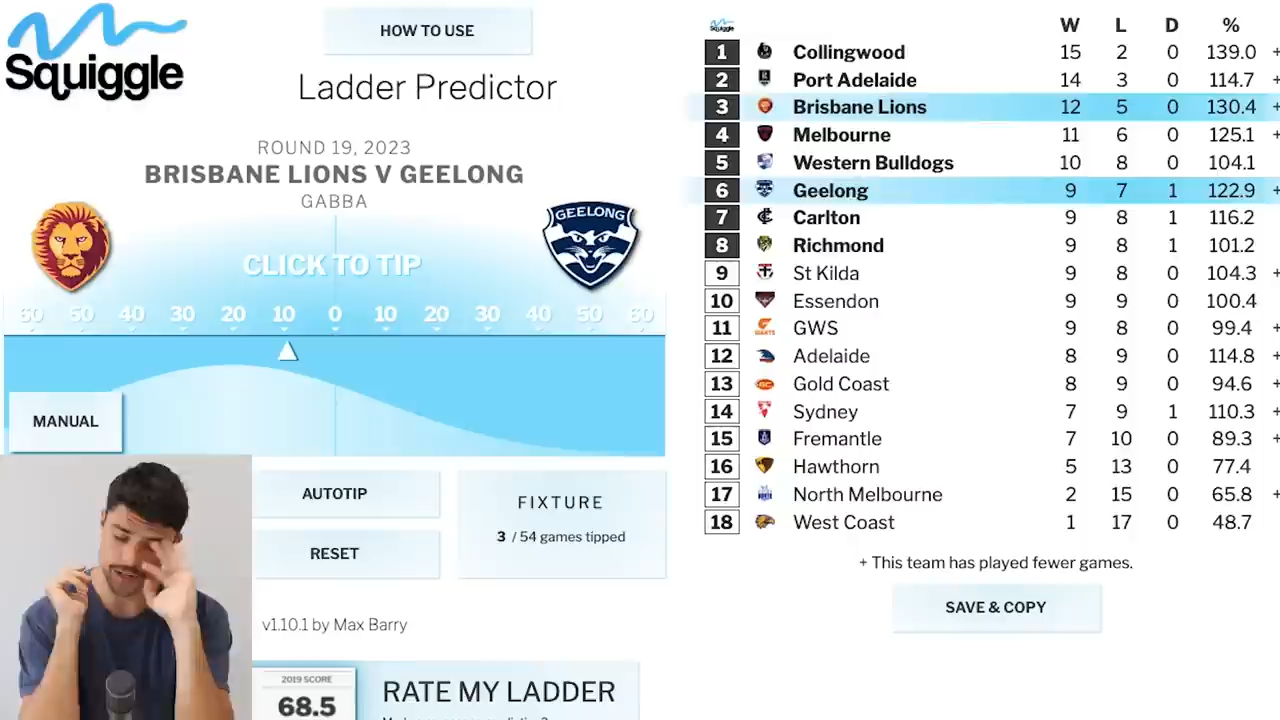 Squiggle
HOW TO USE
Ladder Predictor
ROUND 19, 2023
BRISBANE LIONS V GEELONG
GABBA
GEELONG
CLICK TO TIP
60 50 40 30 20 10 0 10 20 30 40 50 60
MANUAL
AUTOTIP
RESET
FIXTURE
3 / 54 games tipped
v1.10.1 by Max Barry
2019 SCORE
68.5
RATE MY LADDER
Squiggle W L D %
1 Collingwood 15 2 0 139.0 +
2 Port Adelaide 14 3 0 114.7 +
3 Brisbane Lions 12 5 0 130.4 +
4 Melbourne 11 6 0 125.1 +
5 Western Bulldogs 10 8 0 104.1
6 Geelong 9 7 1 122.9 +
7 Carlton 9 8 1 116.2
8 Richmond 9 8 1 101.2
9 St Kilda 9 8 0 104.3 +
10 Essendon 9 9 0 100.4
11 GWS 9 8 0 99.4 +
12 Adelaide 8 9 0 114.8 +
13 Gold Coast 8 9 0 94.6 +
14 Sydney 7 9 1 110.3 +
15 Fremantle 7 10 0 89.3 +
16 Hawthorn 5 13 0 77.4
17 North Melbourne 2 15 0 65.8 +
18 West Coast 1 17 0 48.7
+ This team has played fewer games.
SAVE & COPY